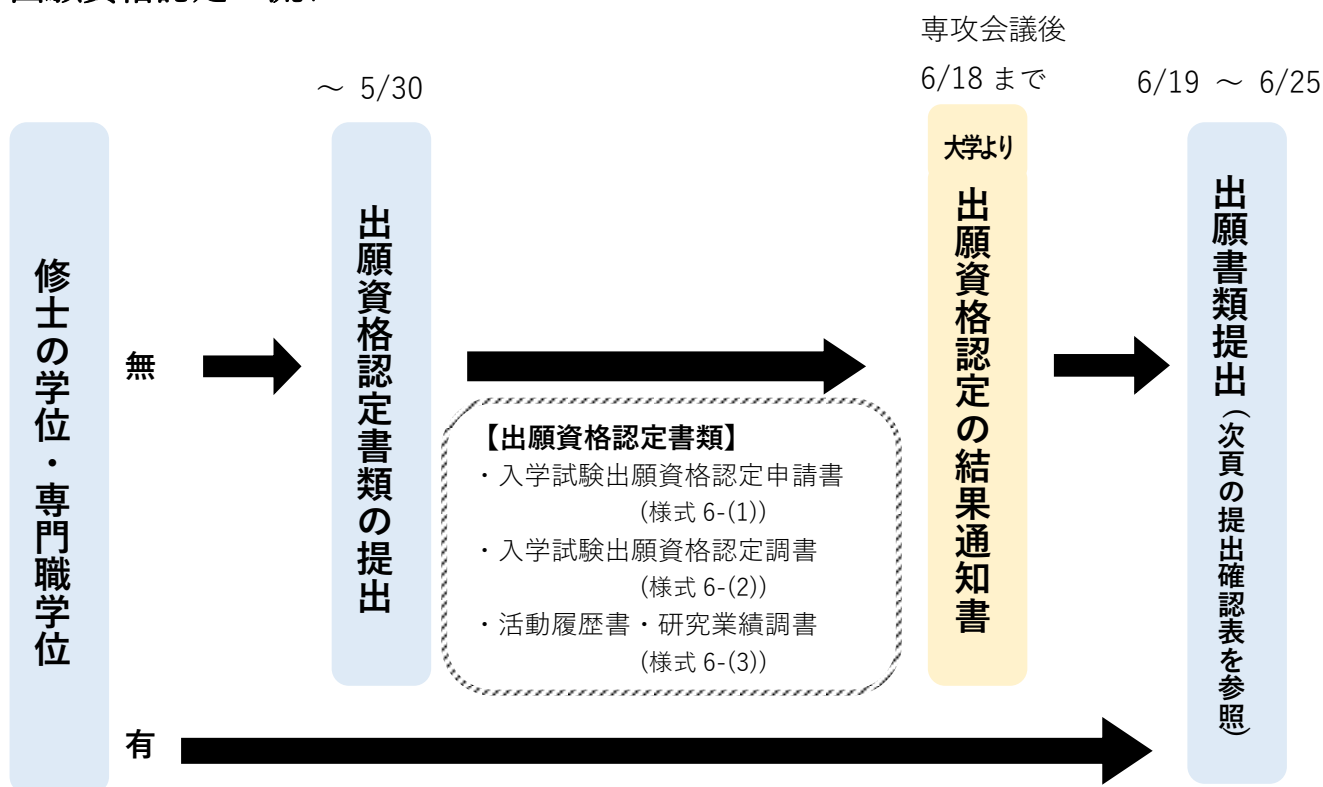 専攻会議後
～ 5/30
6/18 まで
6/19 ～ 6/25
修士の学位・専門職学位
無
出願資格認定書類の提出
【出願資格認定書類】
・入学試験出願資格認定申請書
(様式 6-(1))
・入学試験出願資格認定調書
(様式 6-(2))
・活動履歴書・研究業績調書
(様式 6-(3))
大学より
出願資格認定の結果通知書
出願書類提出(次頁の提出確認表を参照)
有